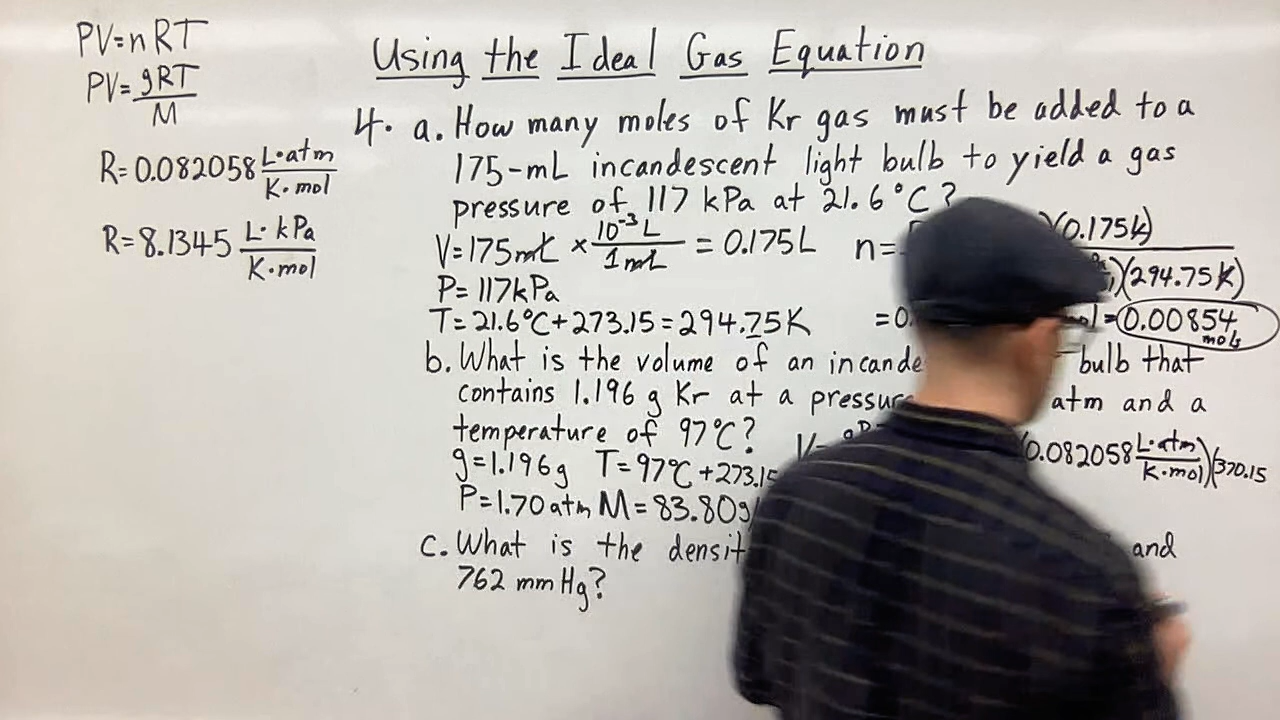 PV=nRT
PV=gRT/M
R=0.082058 L·atm/K·mol
R=8.1345 L·kPa/K·mol
Using the Ideal Gas Equation
4. a. How many moles of Kr gas must be added to a
175-mL incandescent light bulb to yield a gas
pressure of 117 kPa at 21.6°C?
V=175mL × 10⁻³L/1mL = 0.175L n= (0.175L) (294.75K)
P=117kPa
T=21.6°C+273.15=294.75K =0. =0.00854 mols
b. What is the volume of an bulb that
contains 1.196 g Kr at a atm and a
temperature of 97°C?
g=1.196g T=97°C+273.15 (0.082058 L·atm/K·mol)(370.15
P=1.70atm M=83.80g/
c. What is the and
762 mmHg?